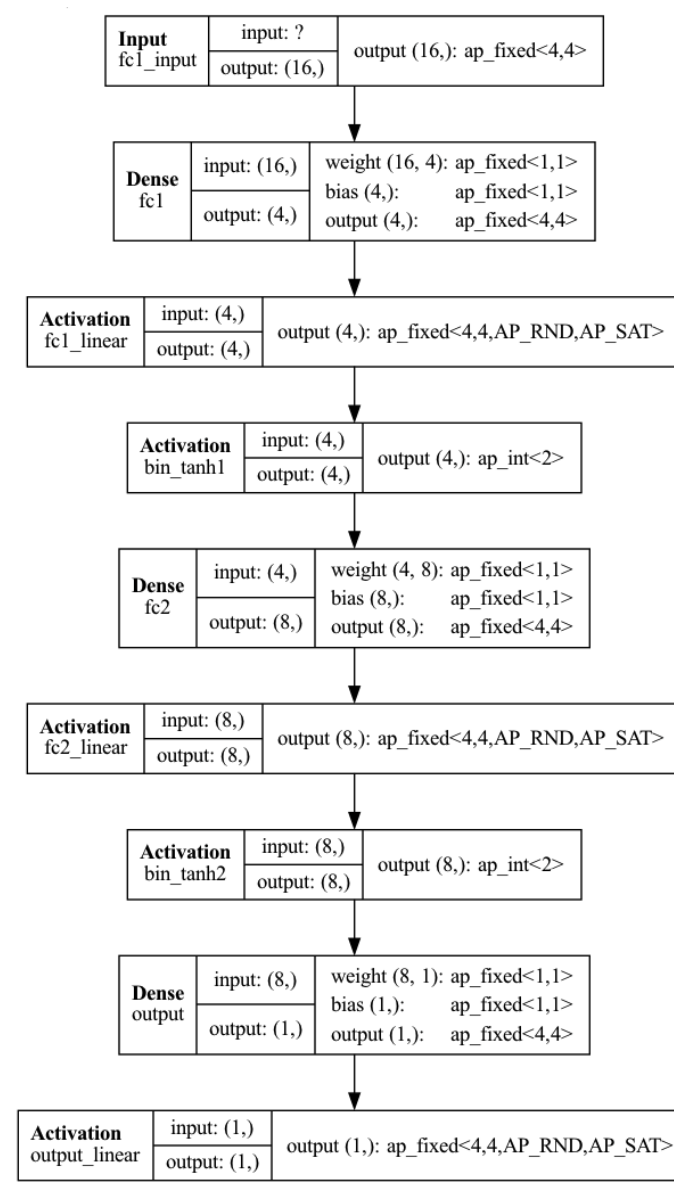 Input
fc1_input
input: ?
output: (16,)
output (16,): ap_fixed<4,4>
Dense
fc1
input: (16,)
output: (4,)
weight (16, 4): ap_fixed<1,1>
bias (4,): ap_fixed<1,1>
output (4,): ap_fixed<4,4>
Activation
fc1_linear
input: (4,)
output: (4,)
output (4,): ap_fixed<4,4,AP_RND,AP_SAT>
Activation
bin_tanh1
input: (4,)
output: (4,)
output (4,): ap_int<2>
Dense
fc2
input: (4,)
output: (8,)
weight (4, 8): ap_fixed<1,1>
bias (8,): ap_fixed<1,1>
output (8,): ap_fixed<4,4>
Activation
fc2_linear
input: (8,)
output: (8,)
output (8,): ap_fixed<4,4,AP_RND,AP_SAT>
Activation
bin_tanh2
input: (8,)
output: (8,)
output (8,): ap_int<2>
Dense
output
input: (8,)
output: (1,)
weight (8, 1): ap_fixed<1,1>
bias (1,): ap_fixed<1,1>
output (1,): ap_fixed<4,4>
Activation
output_linear
input: (1,)
output: (1,)
output (1,): ap_fixed<4,4,AP_RND,AP_SAT>